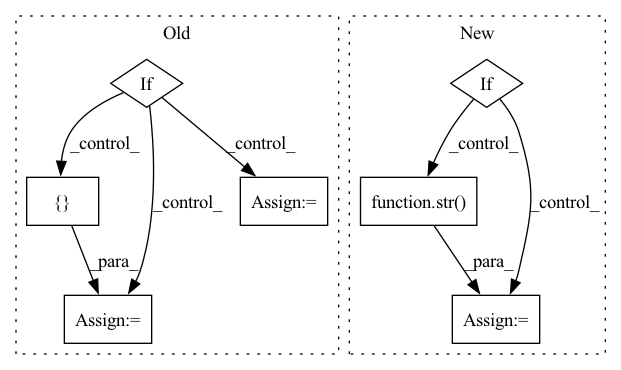 Old
New
If
If
_control_
_control_
_control_
_control_
_control_
{}
Assign:=
function.str()
_para_
_para_
Assign:=
Assign:=